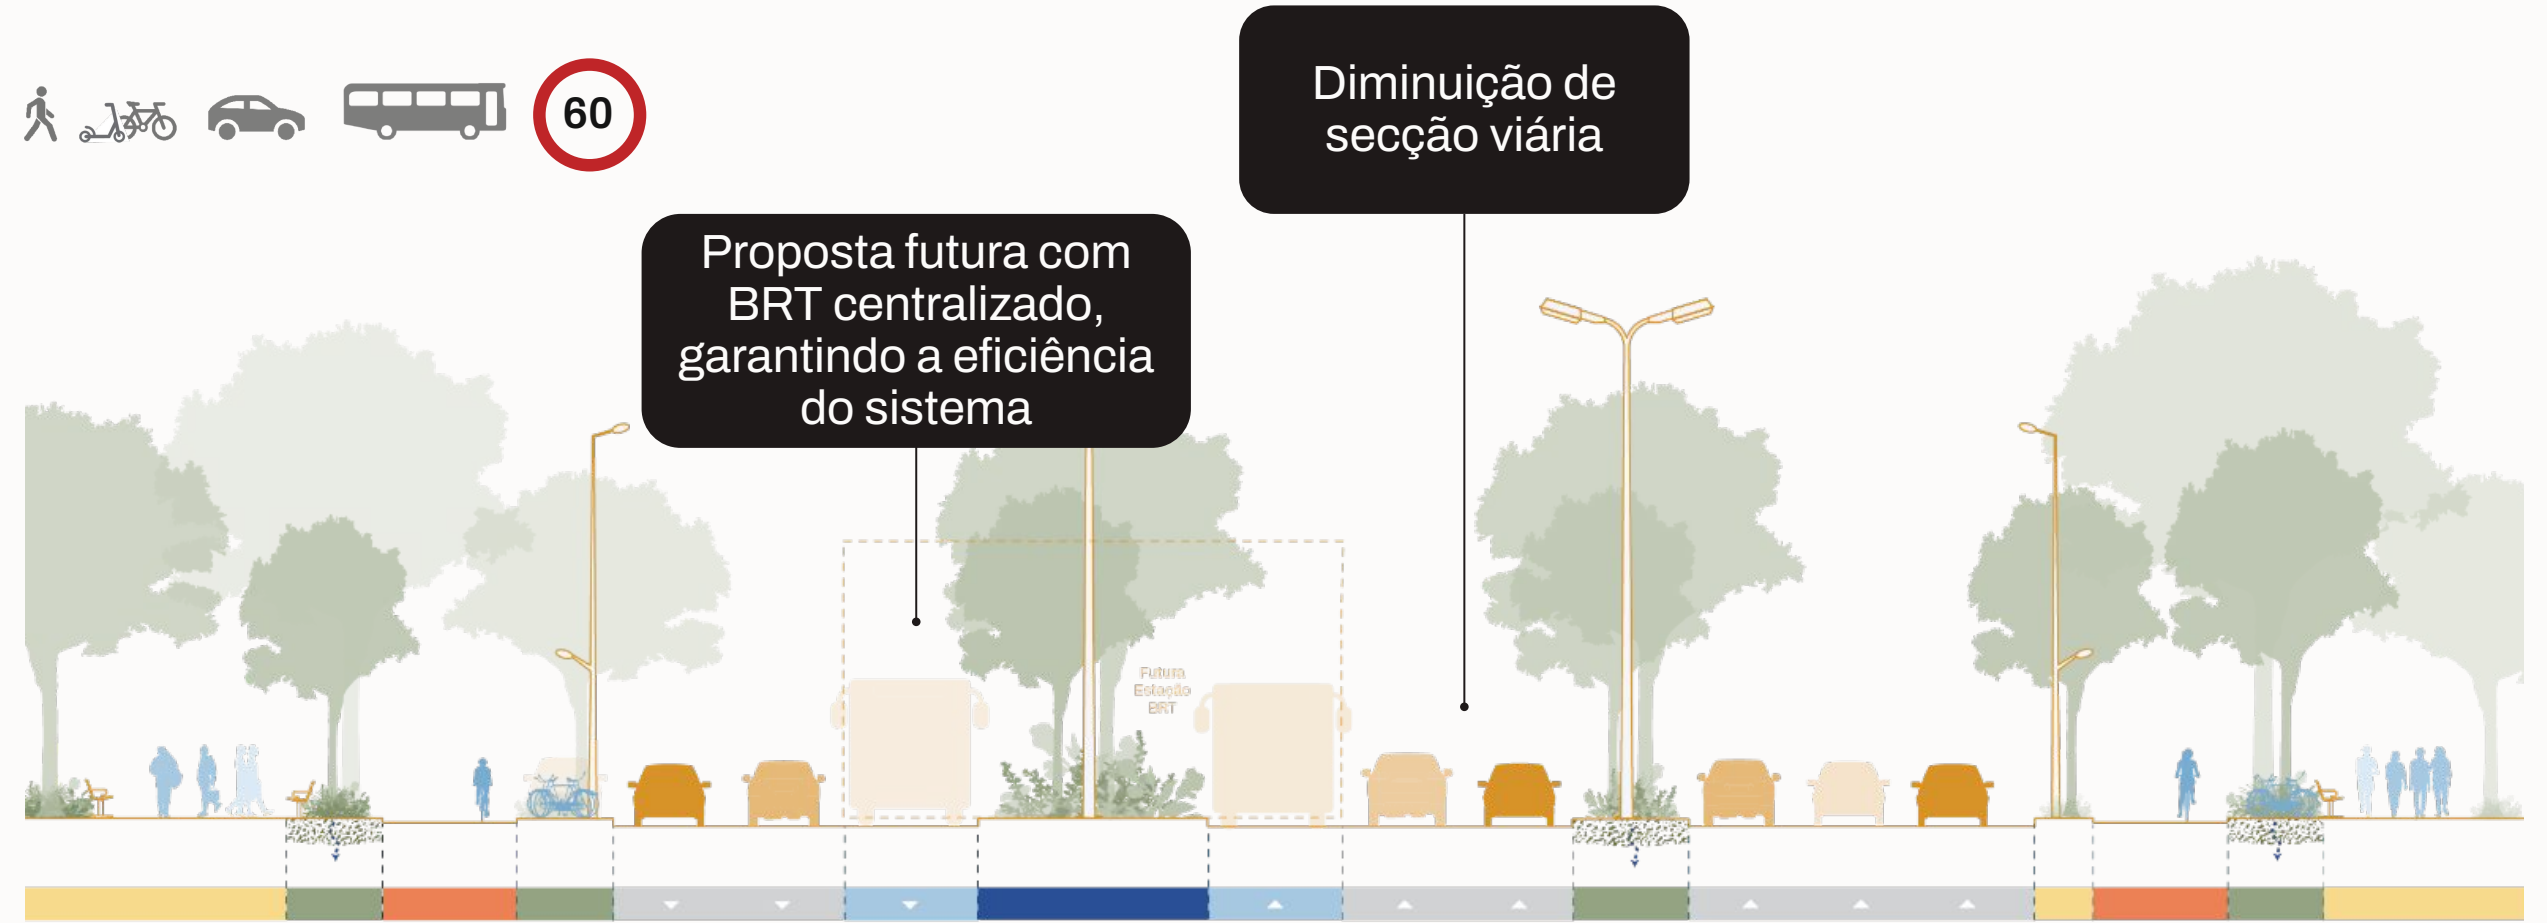 60
Diminuição de
secção viária
Proposta futura com
BRT centralizado,
garantindo a eficiência
do sistema
Futura
Estação
BRT